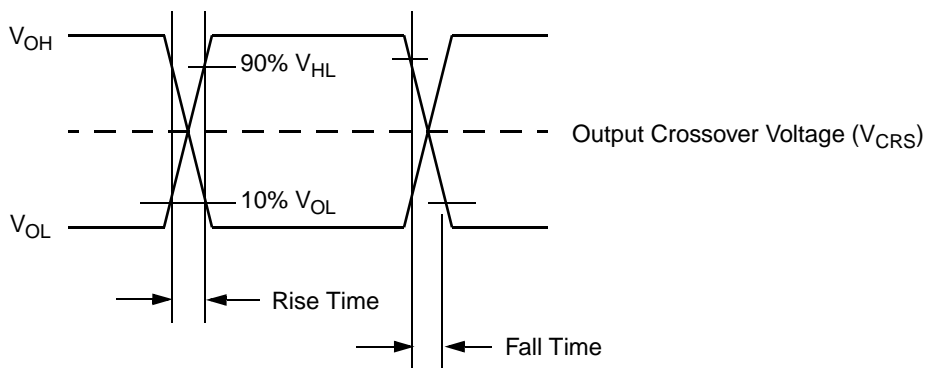 VOH
90% VHL
Output Crossover Voltage (VCRS)
10% VOL
VOL
Rise Time
Fall Time